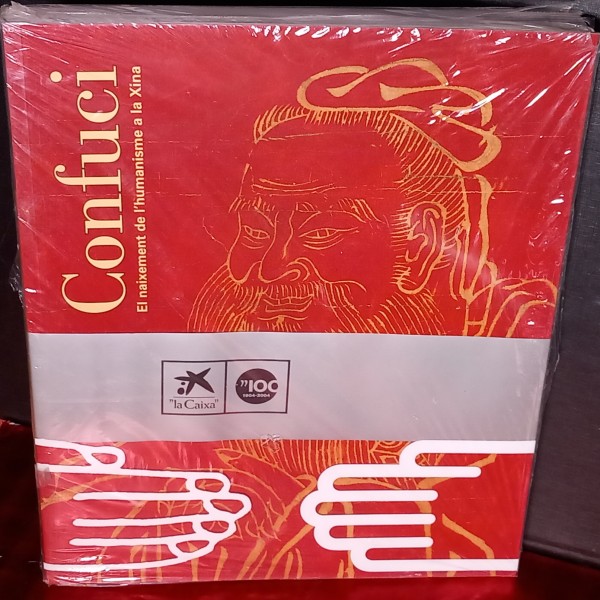 Confuci
El naixement de l'humanisme a la Xina
"la Caixa"
"100
1904-2004